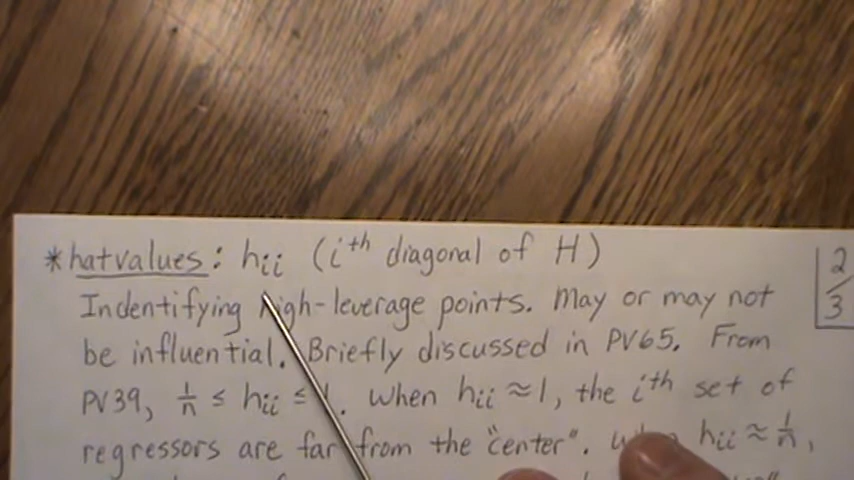 *hatvalues: hᵢᵢ (iᵗʰ diagonal of H)
Indentifying high-leverage points. May or may not
be influential. Briefly discussed in PV65. From
PV39, 1/n ≤ hᵢᵢ ≤ 1. When hᵢᵢ ≈ 1, the iᵗʰ set of
regressors are far from the "center". hᵢᵢ ≈ 1/n,
2/3